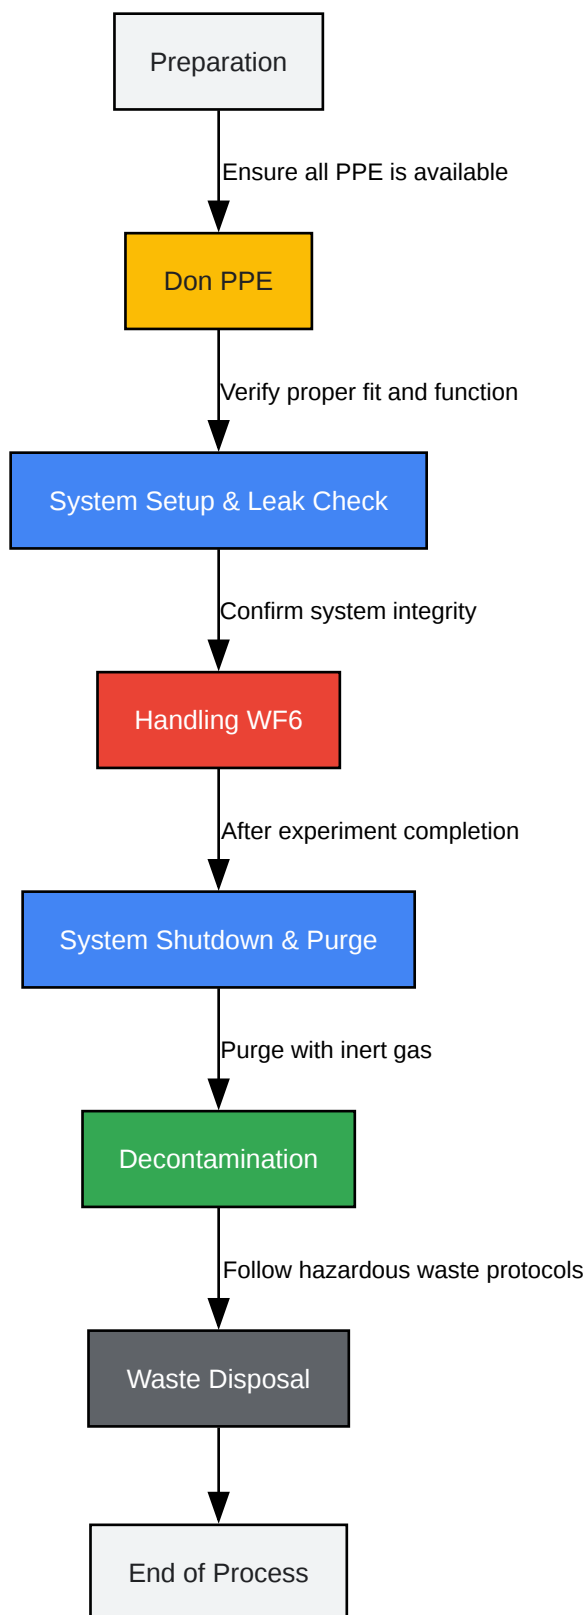 Preparation
Ensure all PPE is available
Don PPE
Verify proper fit and function
System Setup & Leak Check
Confirm system integrity
Handling WF6
After experiment completion
System Shutdown & Purge
Purge with inert gas
Decontamination
Follow hazardous waste protocols
Waste Disposal
End of Process